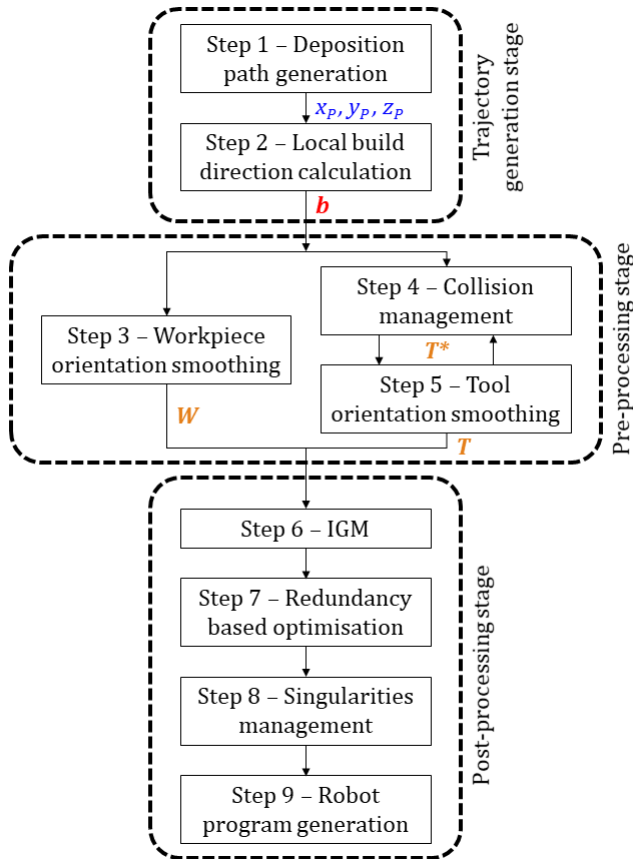 Step 1 – Deposition
path generation
x_P, y_P, z_P
Step 2 – Local build
direction calculation
b
Trajectory
generation stage
Step 3 – Workpiece
orientation smoothing
W
Step 4 – Collision
management
T*
Step 5 – Tool
orientation smoothing
T
Pre-processing stage
Step 6 – IGM
Step 7 – Redundancy
based optimisation
Step 8 – Singularities
management
Step 9 – Robot
program generation
Post-processing stage